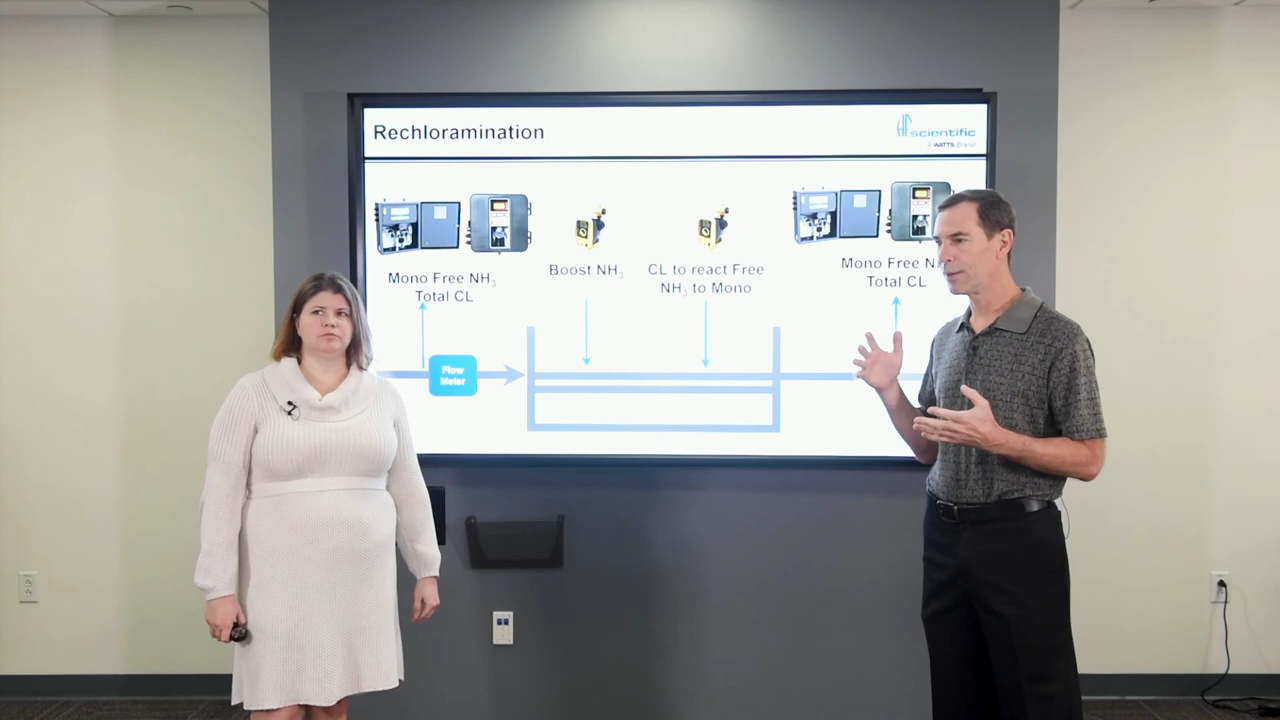 Rechloramination
HF scientific
A WATTS Brand
Mono Free NH₃
Total CL
Boost NH₃
CL to react Free
NH₃ to Mono
Mono Free
Total CL
Flow
Meter